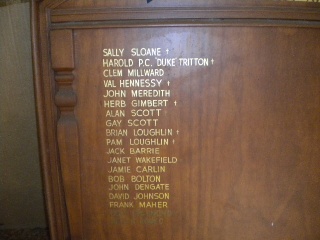 SALLY SLOANE †
HAROLD P.C. 'DUKE' TRITTON †
CLEM MILLWARD
VAL HENNESSY †
JOHN MEREDITH
HERB GIMBERT †
ALAN SCOTT
GAY SCOTT
BRIAN LOUGHLIN †
PAM LOUGHLIN †
JACK BARRIE
JANET WAKEFIELD
JAMIE CARLIN
BOB BOLTON
JOHN DENGATE
DAVID JOHNSON
FRANK MAHER